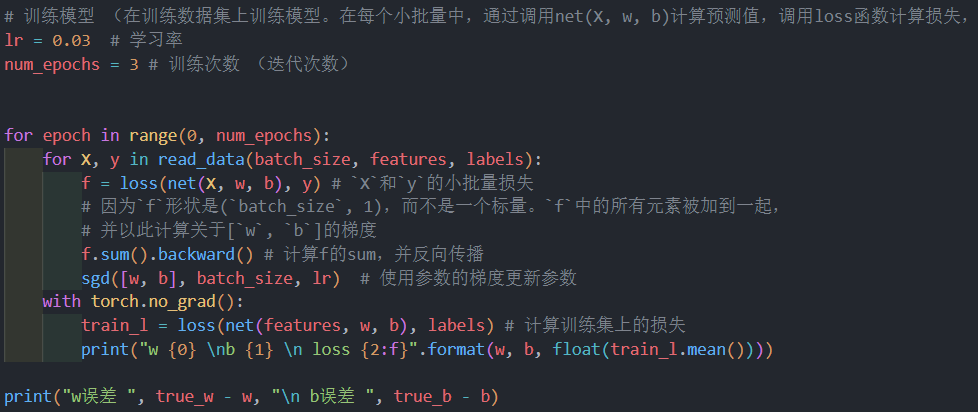 # 训练模型 （在训练数据集上训练模型。在每个小批量中，通过调用net(X, w, b)计算预测值，调用loss函数计算损失，
lr = 0.03  # 学习率
num_epochs = 3 # 训练次数 （迭代次数）
for epoch in range(0, num_epochs):
    for X, y in read_data(batch_size, features, labels):
        f = loss(net(X, w, b), y) # `X`和`y`的小批量损失
        # 因为`f`形状是(`batch_size`, 1)，而不是一个标量。`f`中的所有元素被加到一起，
        # 并以此计算关于[`w`, `b`]的梯度
        f.sum().backward() # 计算f的sum，并反向传播
        sgd([w, b], batch_size, lr)  # 使用参数的梯度更新参数
    with torch.no_grad():
        train_l = loss(net(features, w, b), labels) # 计算训练集上的损失
        print("w {0} \nb {1} \n loss {2:f}".format(w, b, float(train_l.mean())))
print("w误差 ", true_w - w, "\n b误差 ", true_b - b)